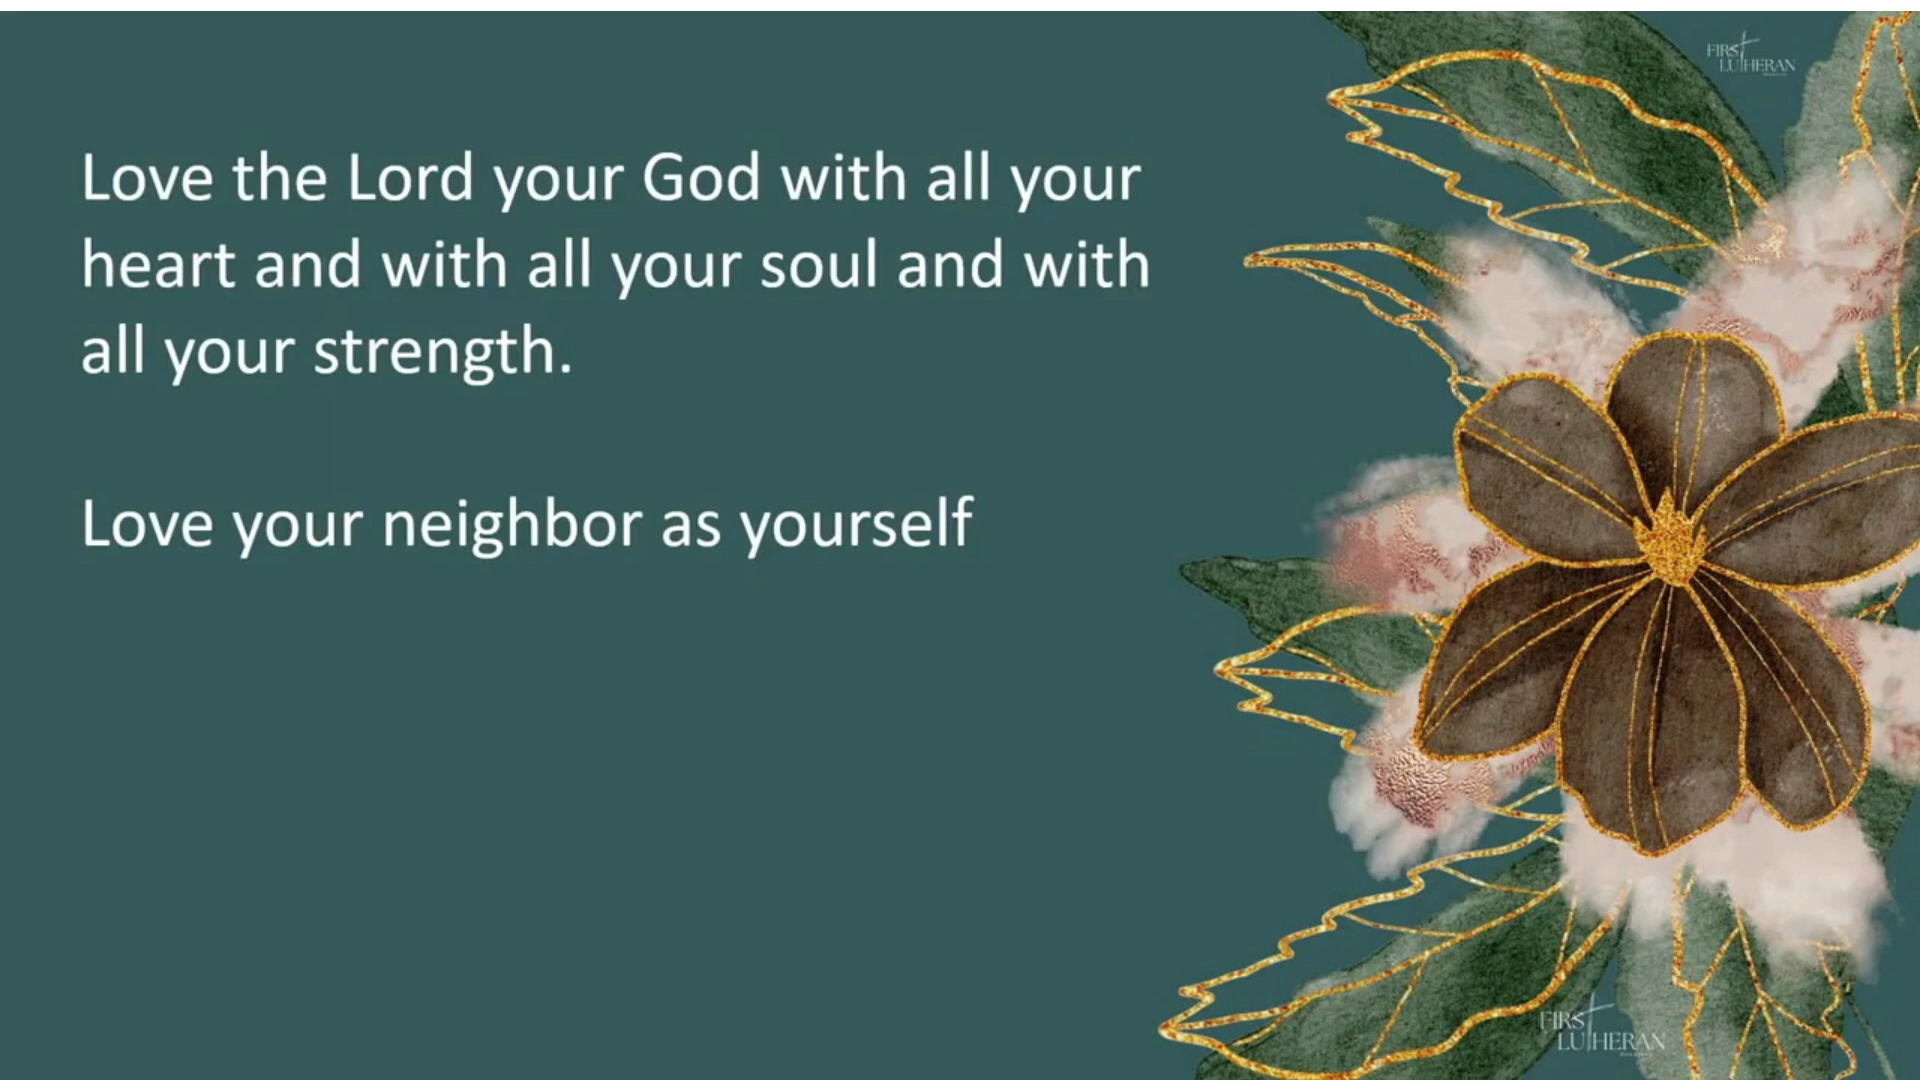 FIRST
LUTHERAN
Love the Lord your God with all your
heart and with all your soul and with
all your strength.
Love your neighbor as yourself
FIRST
LUTHERAN